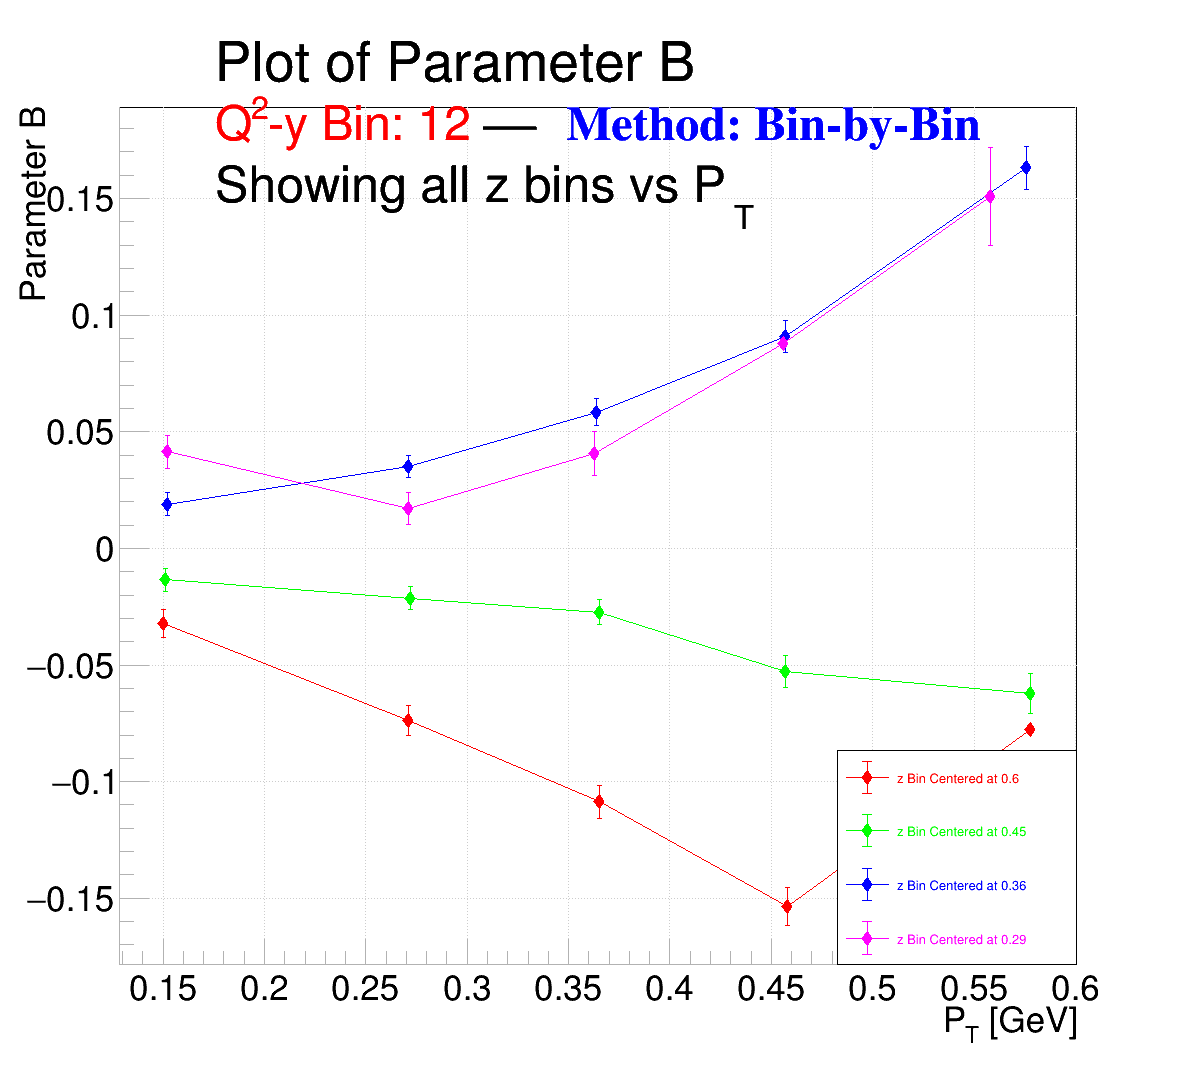 Plot of Parameter B
Q²-y Bin: 12 — Method: Bin-by-Bin
Showing all z bins vs P_T
Parameter B
0.15
0.1
0.05
0
−0.05
−0.1
−0.15
z Bin Centered at 0.6
z Bin Centered at 0.45
z Bin Centered at 0.36
z Bin Centered at 0.29
0.15 0.2 0.25 0.3 0.35 0.4 0.45 0.5 0.55 0.6
P_T [GeV]